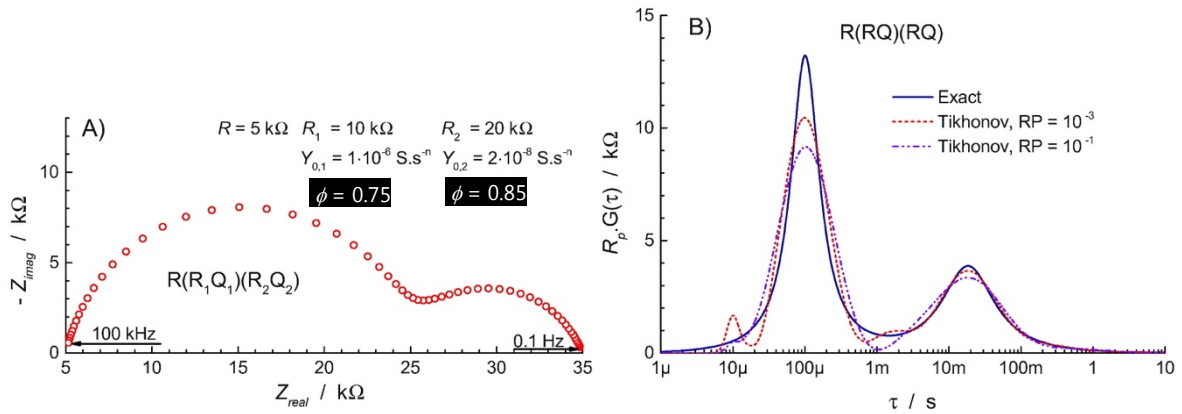 A)
R = 5 kΩ R₁ = 10 kΩ R₂ = 20 kΩ
Y₀,₁ = 1·10⁻⁶ S.s⁻ⁿ Y₀,₂ = 2·10⁻⁸ S.s⁻ⁿ
ϕ = 0.75 ϕ = 0.85
R(R₁Q₁)(R₂Q₂)
100 kHz
0.1 Hz
- Z_imag / kΩ
10
5
0
5 10 15 20 25 30 35
Z_real / kΩ
B)
R(RQ)(RQ)
Exact
Tikhonov, RP = 10⁻³
Tikhonov, RP = 10⁻¹
R_p.G(τ) / kΩ
15
10
5
0
1μ 10μ 100μ 1m 10m 100m 1 10
τ / s